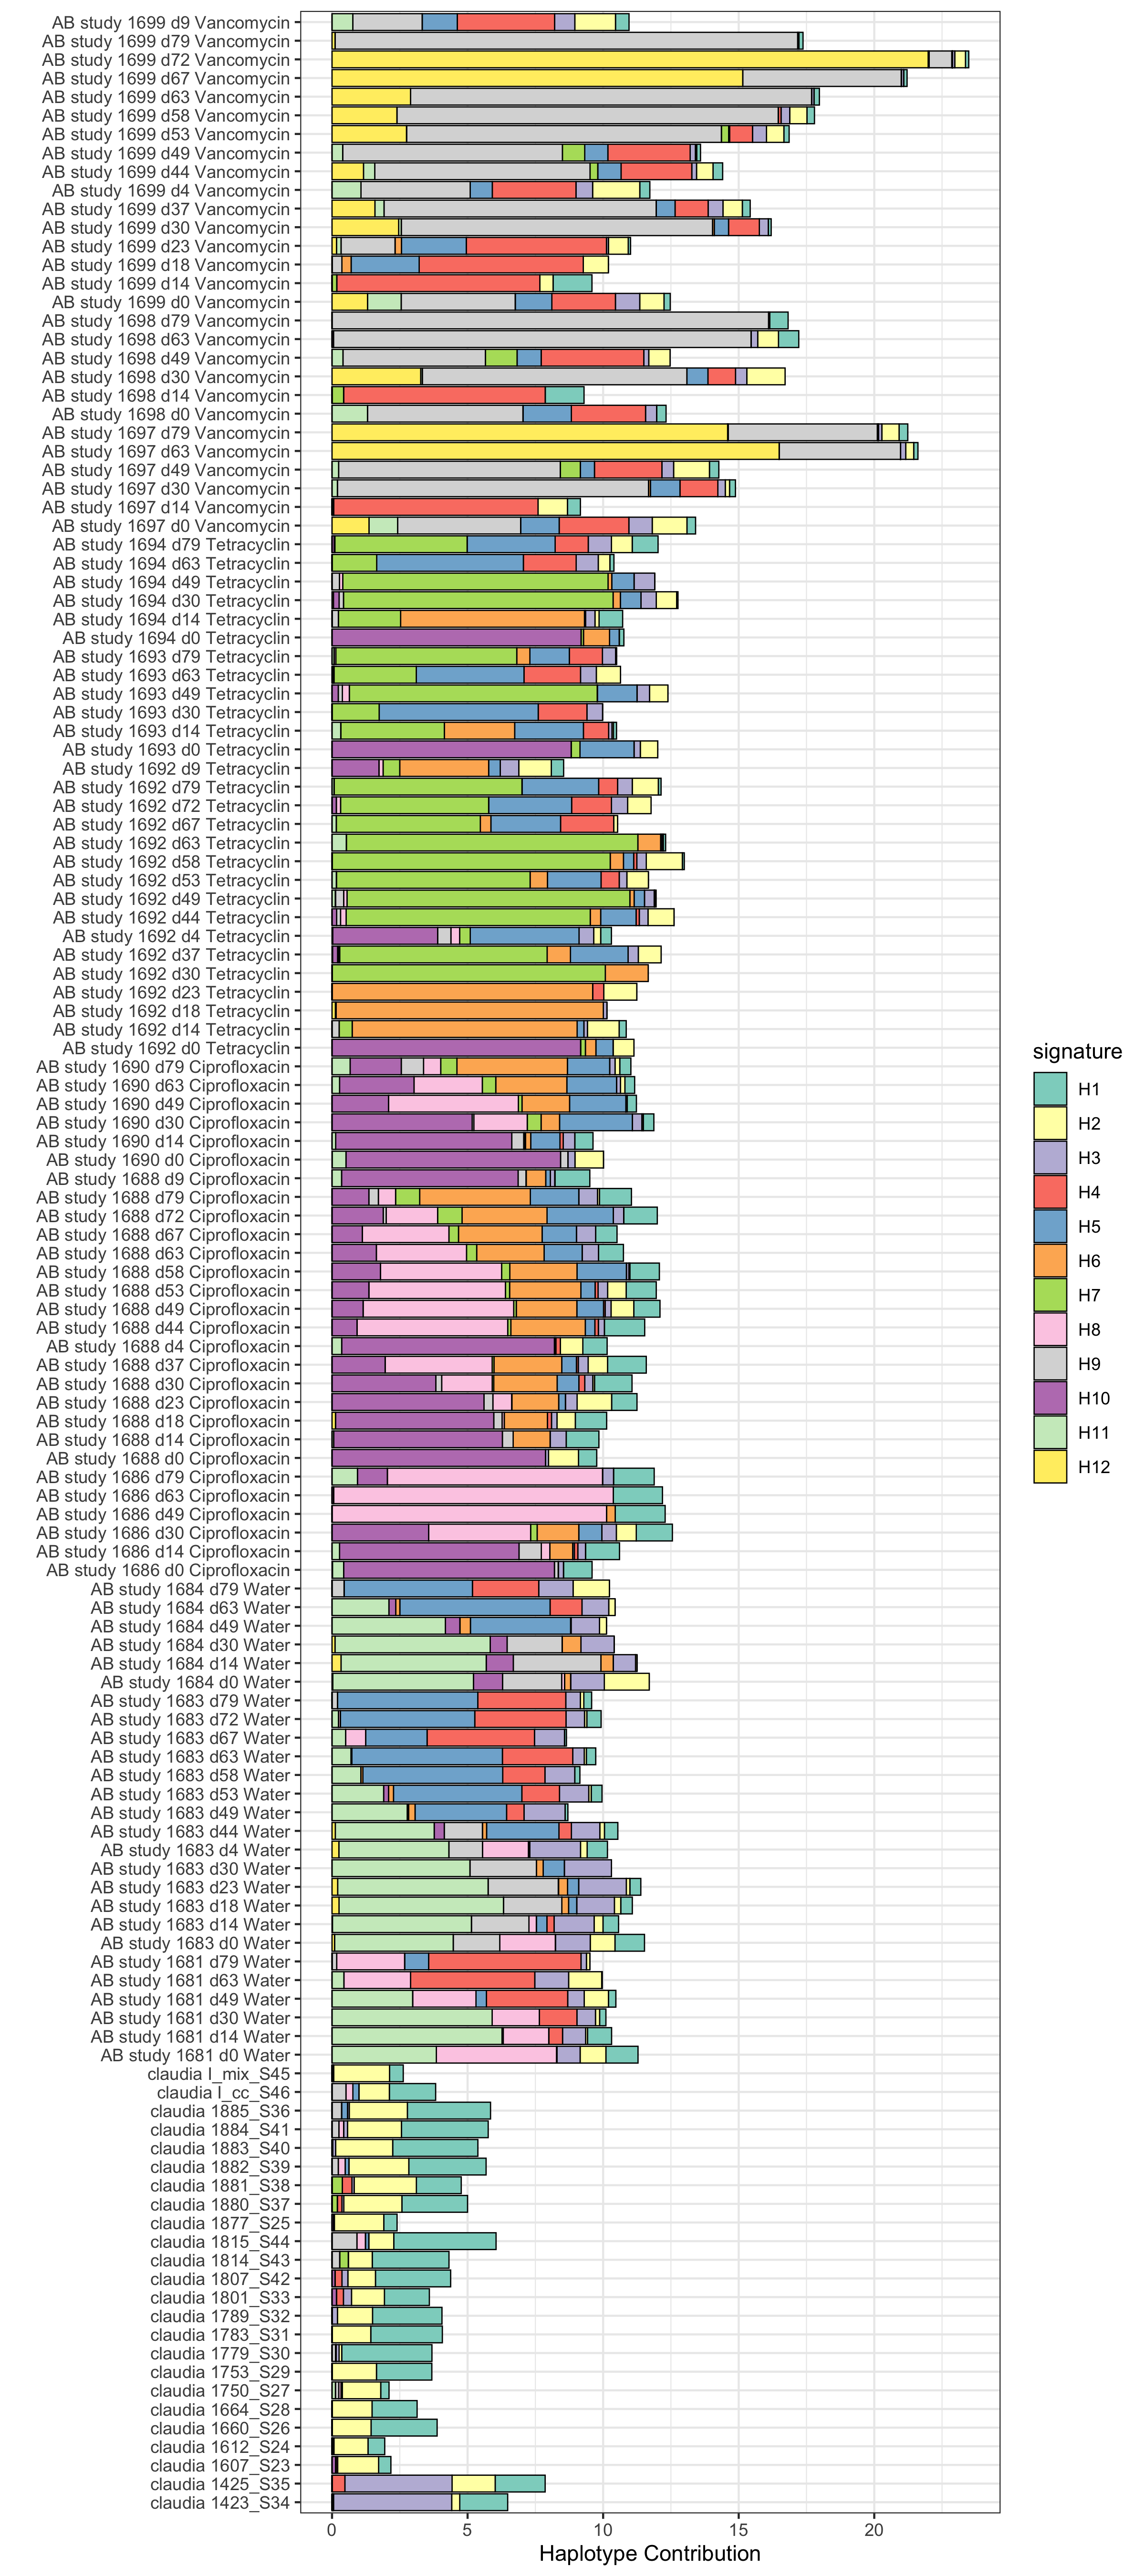 AB study 1699 d9 Vancomycin
AB study 1699 d79 Vancomycin
AB study 1699 d72 Vancomycin
AB study 1699 d67 Vancomycin
AB study 1699 d63 Vancomycin
AB study 1699 d58 Vancomycin
AB study 1699 d53 Vancomycin
AB study 1699 d49 Vancomycin
AB study 1699 d44 Vancomycin
AB study 1699 d4 Vancomycin
AB study 1699 d37 Vancomycin
AB study 1699 d30 Vancomycin
AB study 1699 d23 Vancomycin
AB study 1699 d18 Vancomycin
AB study 1699 d14 Vancomycin
AB study 1699 d0 Vancomycin
AB study 1698 d79 Vancomycin
AB study 1698 d63 Vancomycin
AB study 1698 d49 Vancomycin
AB study 1698 d30 Vancomycin
AB study 1698 d14 Vancomycin
AB study 1698 d0 Vancomycin
AB study 1697 d79 Vancomycin
AB study 1697 d63 Vancomycin
AB study 1697 d49 Vancomycin
AB study 1697 d30 Vancomycin
AB study 1697 d14 Vancomycin
AB study 1697 d0 Vancomycin
AB study 1694 d79 Tetracyclin
AB study 1694 d63 Tetracyclin
AB study 1694 d49 Tetracyclin
AB study 1694 d30 Tetracyclin
AB study 1694 d14 Tetracyclin
AB study 1694 d0 Tetracyclin
AB study 1693 d79 Tetracyclin
AB study 1693 d63 Tetracyclin
AB study 1693 d49 Tetracyclin
AB study 1693 d30 Tetracyclin
AB study 1693 d14 Tetracyclin
AB study 1693 d0 Tetracyclin
AB study 1692 d9 Tetracyclin
AB study 1692 d79 Tetracyclin
AB study 1692 d72 Tetracyclin
AB study 1692 d67 Tetracyclin
AB study 1692 d63 Tetracyclin
AB study 1692 d58 Tetracyclin
AB study 1692 d53 Tetracyclin
AB study 1692 d49 Tetracyclin
AB study 1692 d44 Tetracyclin
AB study 1692 d4 Tetracyclin
AB study 1692 d37 Tetracyclin
AB study 1692 d30 Tetracyclin
AB study 1692 d23 Tetracyclin
AB study 1692 d18 Tetracyclin
AB study 1692 d14 Tetracyclin
AB study 1692 d0 Tetracyclin
AB study 1690 d79 Ciprofloxacin
AB study 1690 d63 Ciprofloxacin
AB study 1690 d49 Ciprofloxacin
AB study 1690 d30 Ciprofloxacin
AB study 1690 d14 Ciprofloxacin
AB study 1690 d0 Ciprofloxacin
AB study 1688 d9 Ciprofloxacin
AB study 1688 d79 Ciprofloxacin
AB study 1688 d72 Ciprofloxacin
AB study 1688 d67 Ciprofloxacin
AB study 1688 d63 Ciprofloxacin
AB study 1688 d58 Ciprofloxacin
AB study 1688 d53 Ciprofloxacin
AB study 1688 d49 Ciprofloxacin
AB study 1688 d44 Ciprofloxacin
AB study 1688 d4 Ciprofloxacin
AB study 1688 d37 Ciprofloxacin
AB study 1688 d30 Ciprofloxacin
AB study 1688 d23 Ciprofloxacin
AB study 1688 d18 Ciprofloxacin
AB study 1688 d14 Ciprofloxacin
AB study 1688 d0 Ciprofloxacin
AB study 1686 d79 Ciprofloxacin
AB study 1686 d63 Ciprofloxacin
AB study 1686 d49 Ciprofloxacin
AB study 1686 d30 Ciprofloxacin
AB study 1686 d14 Ciprofloxacin
AB study 1686 d0 Ciprofloxacin
AB study 1684 d79 Water
AB study 1684 d63 Water
AB study 1684 d49 Water
AB study 1684 d30 Water
AB study 1684 d14 Water
AB study 1684 d0 Water
AB study 1683 d79 Water
AB study 1683 d72 Water
AB study 1683 d67 Water
AB study 1683 d63 Water
AB study 1683 d58 Water
AB study 1683 d53 Water
AB study 1683 d49 Water
AB study 1683 d44 Water
AB study 1683 d4 Water
AB study 1683 d30 Water
AB study 1683 d23 Water
AB study 1683 d18 Water
AB study 1683 d14 Water
AB study 1683 d0 Water
AB study 1681 d79 Water
AB study 1681 d63 Water
AB study 1681 d49 Water
AB study 1681 d30 Water
AB study 1681 d14 Water
AB study 1681 d0 Water
claudia I_mix_S45
claudia I_cc_S46
claudia 1885_S36
claudia 1884_S41
claudia 1883_S40
claudia 1882_S39
claudia 1881_S38
claudia 1880_S37
claudia 1877_S25
claudia 1815_S44
claudia 1814_S43
claudia 1807_S42
claudia 1801_S33
claudia 1789_S32
claudia 1783_S31
claudia 1779_S30
claudia 1753_S29
claudia 1750_S27
claudia 1664_S28
claudia 1660_S26
claudia 1612_S24
claudia 1607_S23
claudia 1425_S35
claudia 1423_S34
0 5 10 15 20
Haplotype Contribution
signature
H1
H2
H3
H4
H5
H6
H7
H8
H9
H10
H11
H12